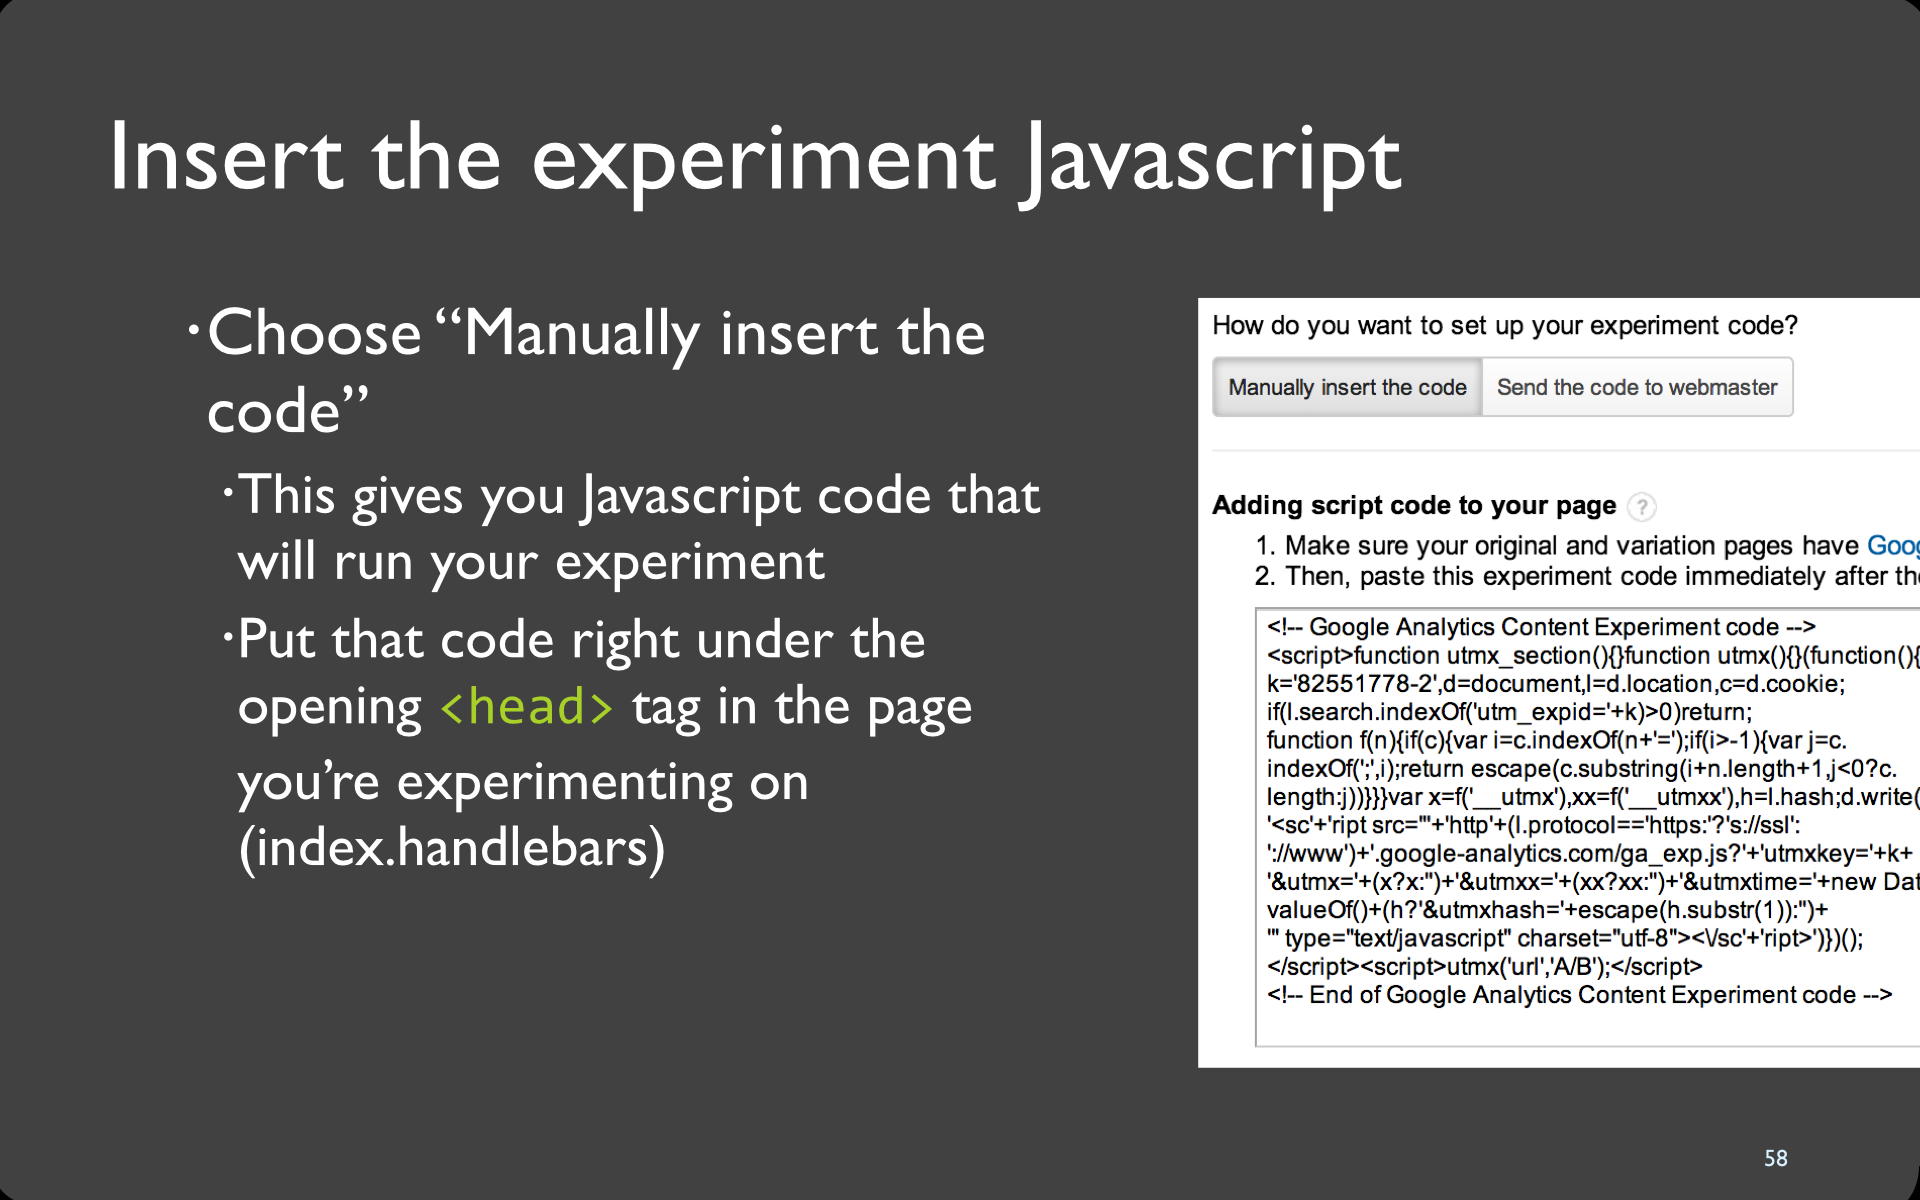 Insert the experiment Javascript
•Choose “Manually insert the
code”
•This gives you Javascript code that
will run your experiment
•Put that code right under the
opening <head> tag in the page
you’re experimenting on
(index.handlebars)
How do you want to set up your experiment code?
Manually insert the code Send the code to webmaster
Adding script code to your page ?
1. Make sure your original and variation pages have
2. Then, paste this experiment code immediately after
<!-- Google Analytics Content Experiment code -->
<script>function utmx_section(){}function utmx(){}(function(){
k='82551778-2',d=document,l=d.location,c=d.cookie;
if(l.search.indexOf('utm_expid='+k)>0)return;
function f(n){if(c){var i=c.indexOf(n+'=');if(i>-1){var j=c.
indexOf(';',i);return escape(c.substring(i+n.length+1,j<0?c.
length:j))}}}var x=f('__utmx'),xx=f('__utmxx'),h=l.hash;d.write(
'<sc'+'ript src="'+'http'+(l.protocol=='https:'?'s://ssl':
'://www')+'.google-analytics.com/ga_exp.js?'+'utmxkey='+k+
'&utmx='+(x?x:'')+'&utmxx='+(xx?xx:'')+'&utmxtime='+new
valueOf()+(h?'&utmxhash='+escape(h.substr(1)):'')+
'" type="text/javascript" charset="utf-8"><\/sc'+'ript>')})();
</script><script>utmx('url','A/B');</script>
<!-- End of Google Analytics Content Experiment code -->
58